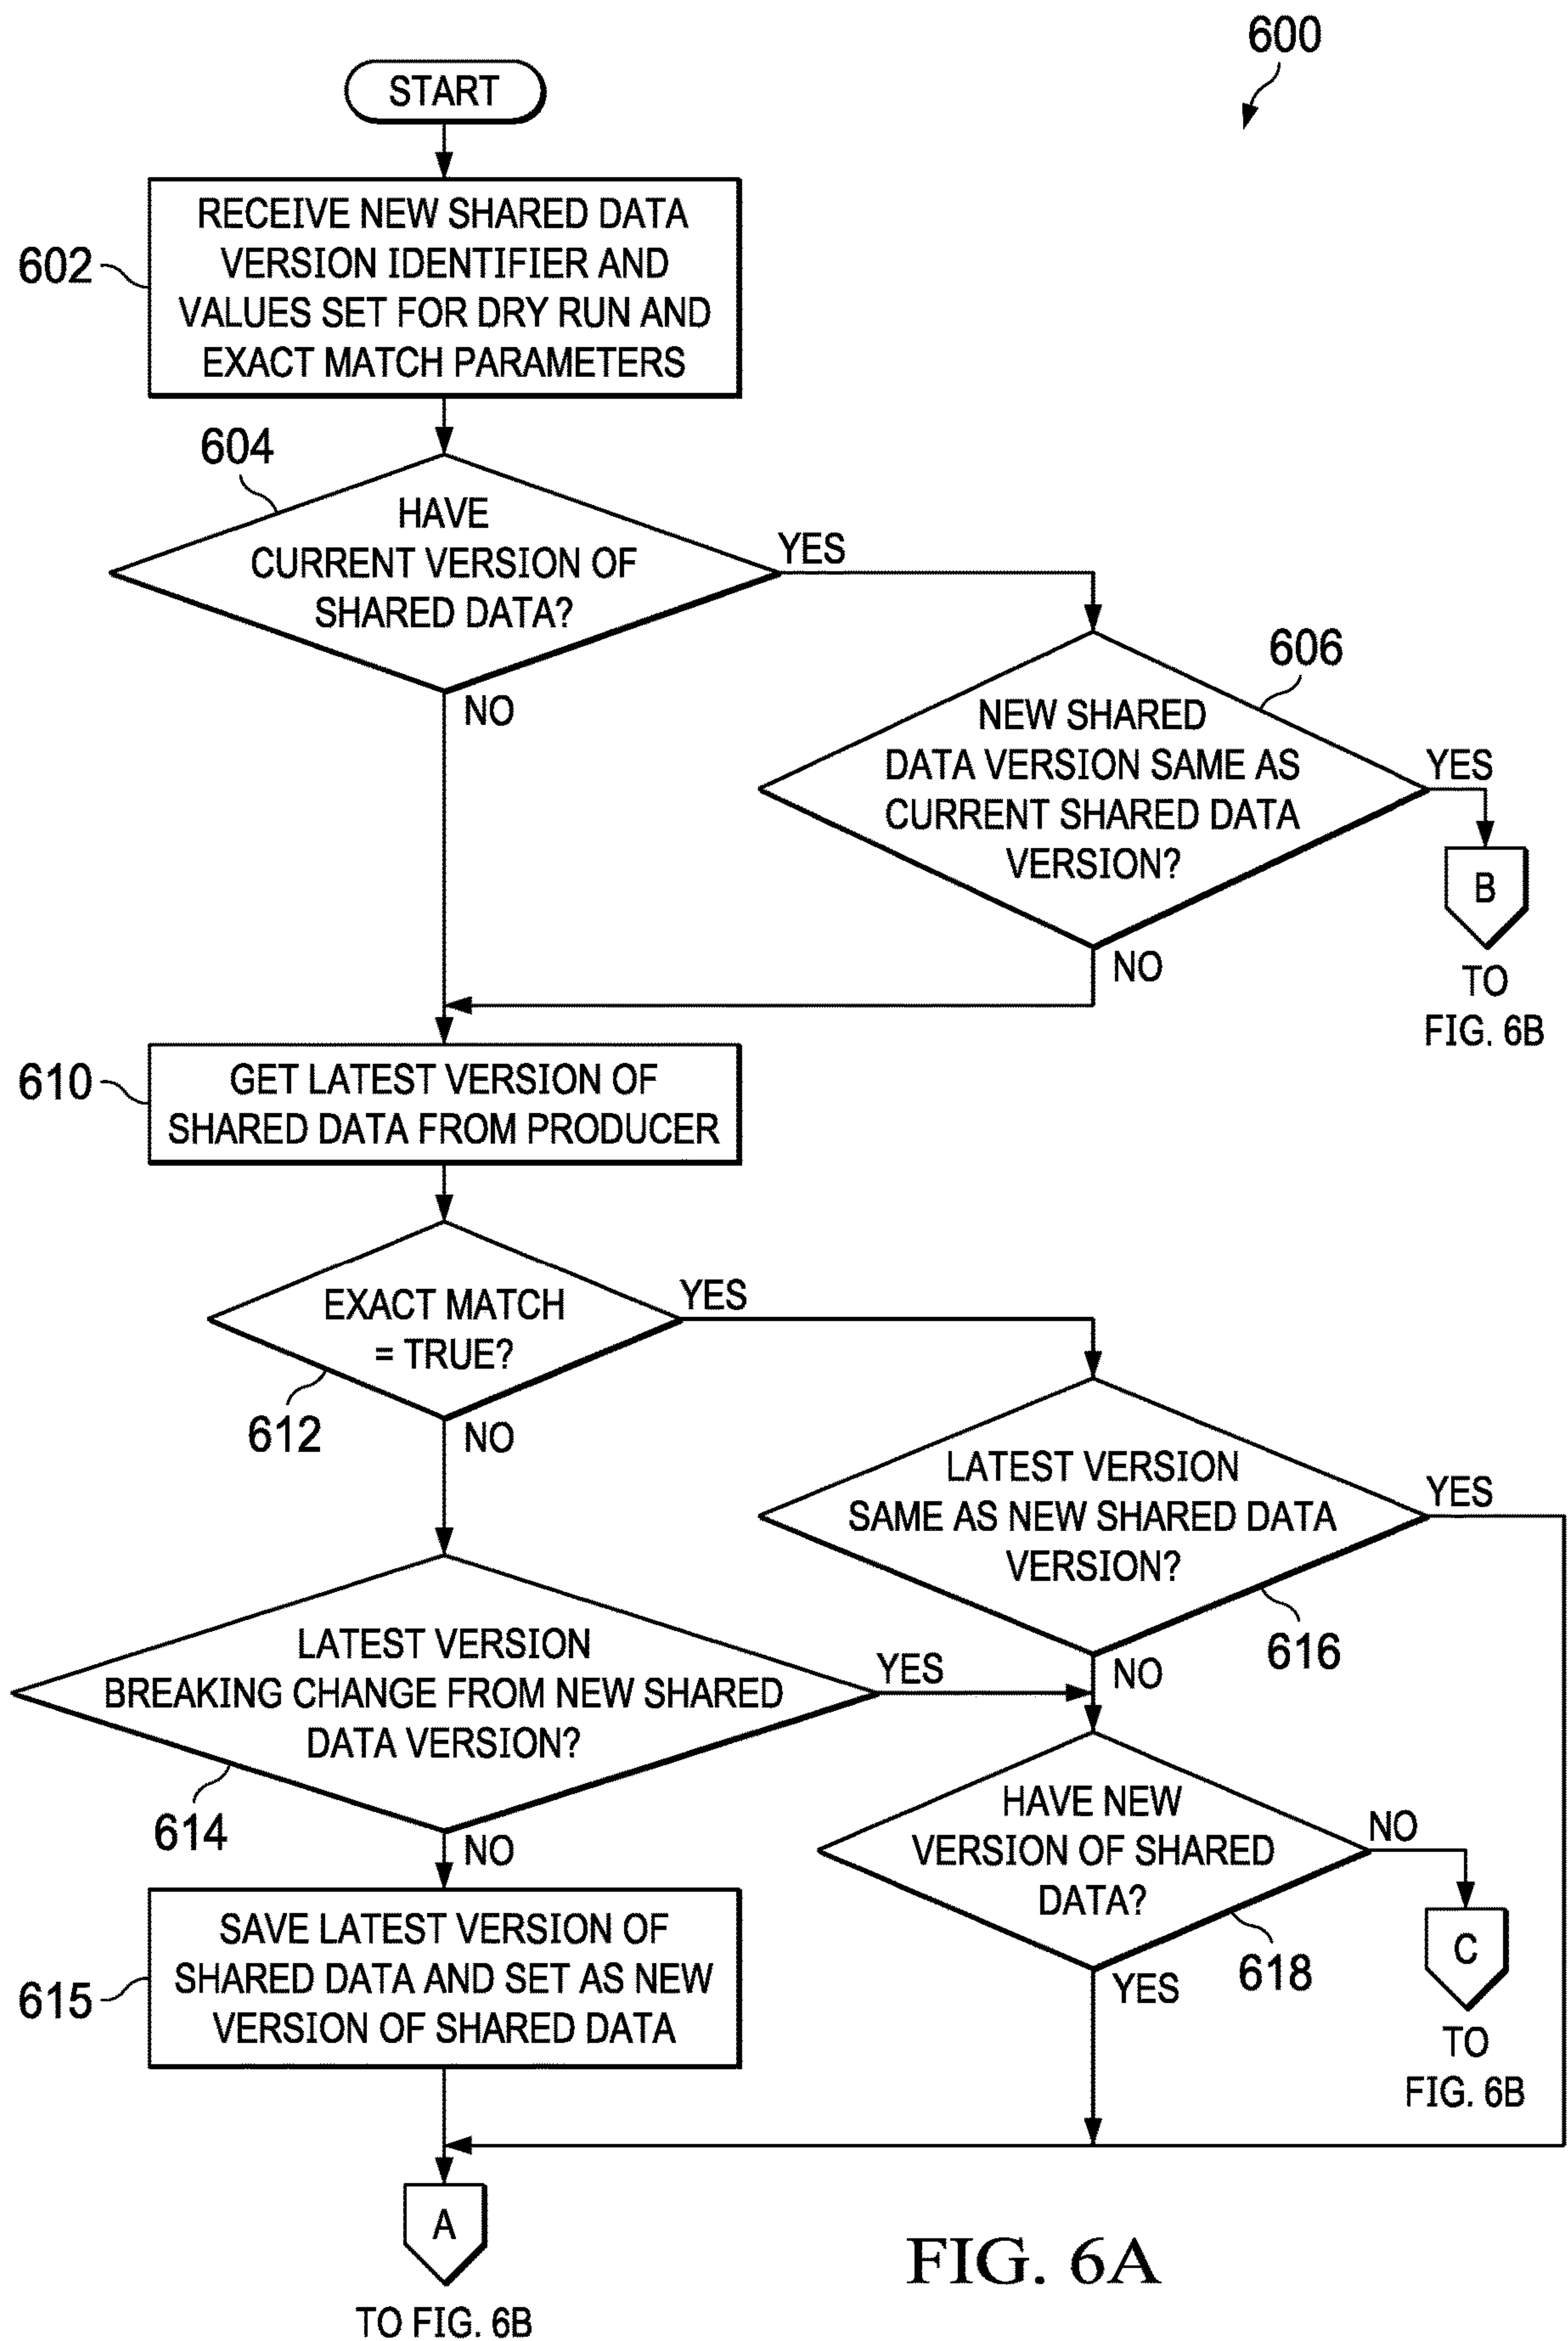 600
START
602
RECEIVE NEW SHARED DATA
VERSION IDENTIFIER AND
VALUES SET FOR DRY RUN AND
EXACT MATCH PARAMETERS
604
HAVE
CURRENT VERSION OF
SHARED DATA?
YES
NO
606
NEW SHARED
DATA VERSION SAME AS
CURRENT SHARED DATA
VERSION?
YES
NO
B
TO
FIG. 6B
610
GET LATEST VERSION OF
SHARED DATA FROM PRODUCER
EXACT MATCH
= TRUE?
612
YES
NO
LATEST VERSION
SAME AS NEW SHARED DATA
VERSION?
YES
616
NO
LATEST VERSION
BREAKING CHANGE FROM NEW SHARED
DATA VERSION?
YES
614
NO
HAVE NEW
VERSION OF SHARED
DATA?
NO
618
YES
C
TO
FIG. 6B
615
SAVE LATEST VERSION OF
SHARED DATA AND SET AS NEW
VERSION OF SHARED DATA
A
TO FIG. 6B
FIG. 6A